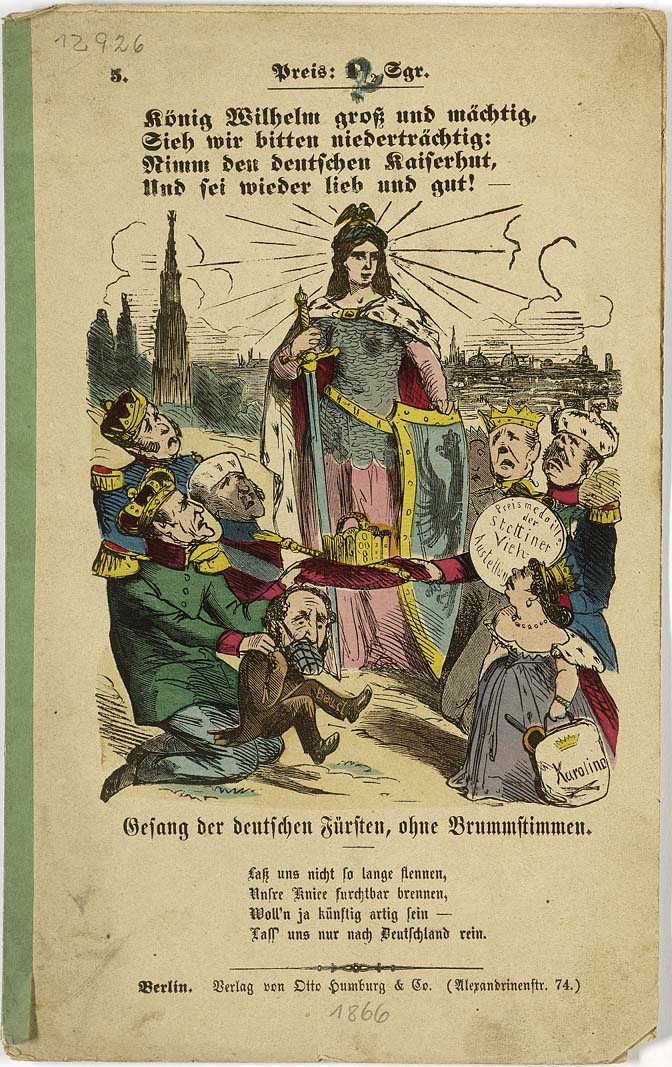 12926
5.
Preis: 2 Sgr.
König Wilhelm groß und mächtig,
Sieh wir bitten niederträchtig:
Nimm den deutschen Kaiserhut,
Und sei wieder lieb und gut! —
Preismedaille
der
Stettiner
Vieh-
Ausstellung
Beust
Karolina
Gesang der deutschen Fürsten, ohne Brummstimmen.
Laß uns nicht so lange flennen,
Unsre Kniee furchtbar brennen,
Woll'n ja künftig artig sein —
Lass' uns nur nach Deutschland rein.
Berlin. Verlag von Otto Humburg & Co. (Alexandrinenstr. 74.)
1866